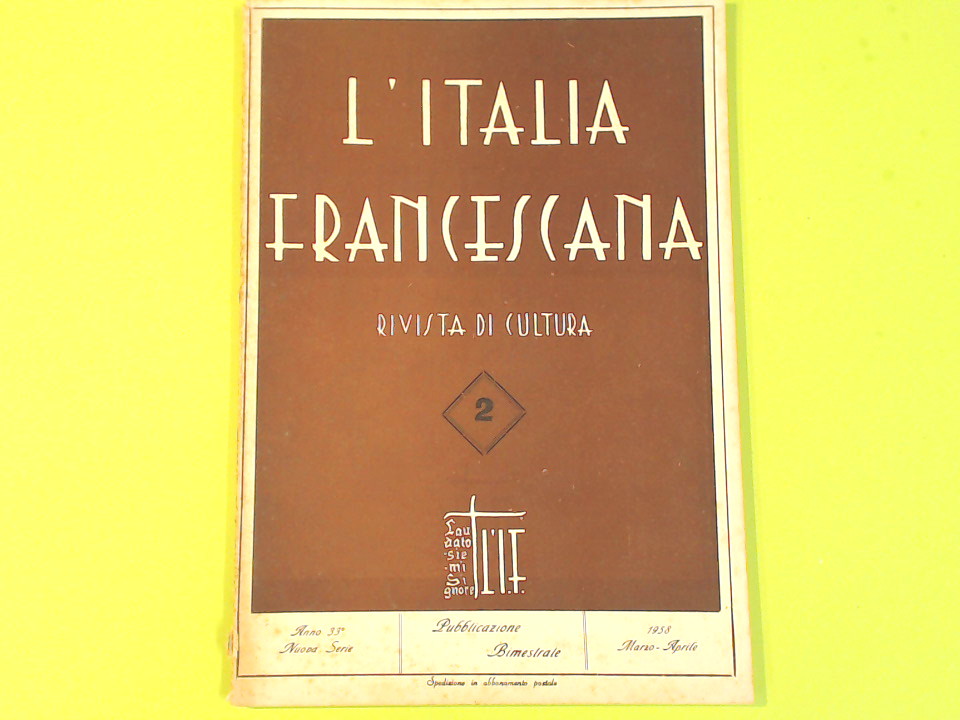 L'ITALIA
FRANCESCANA
RIVISTA DI CULTURA
2
Lau
dato
-sie
-mi
Si
gnore
L'I.F.
Anno 33°
Nuova Serie
Pubblicazione
Bimestrale
1958
Marzo - Aprile
Spedizione in abbonamento postale